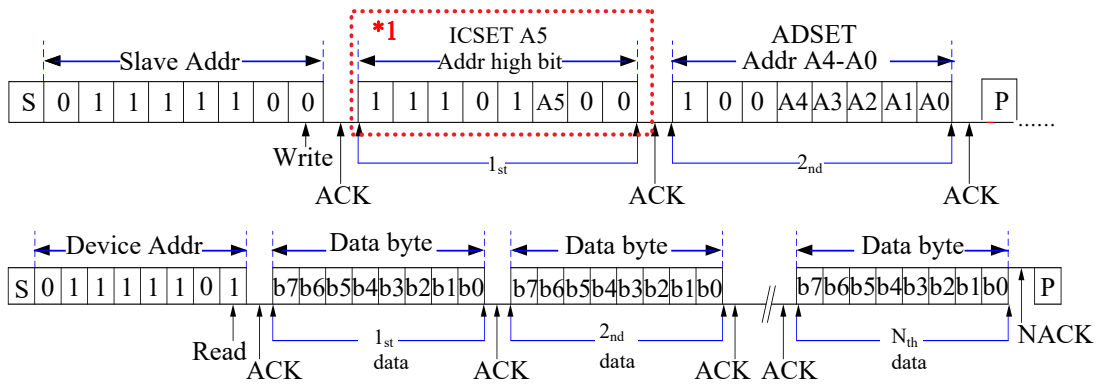 *1
Slave Addr
ICSET A5
Addr high bit
ADSET
Addr A4-A0
S 0 1 1 1 1 1 0 0
1 1 1 0 1 A5 0 0
1 0 0 A4 A3 A2 A1 A0
P
......
Write
ACK
1st
ACK
2nd
ACK
Device Addr
Data byte
Data byte
Data byte
S 0 1 1 1 1 1 0 1
b7 b6 b5 b4 b3 b2 b1 b0
b7 b6 b5 b4 b3 b2 b1 b0
//
b7 b6 b5 b4 b3 b2 b1 b0
P
Read
ACK
1st
data
ACK
2nd
data
ACK
ACK
Nth
data
NACK